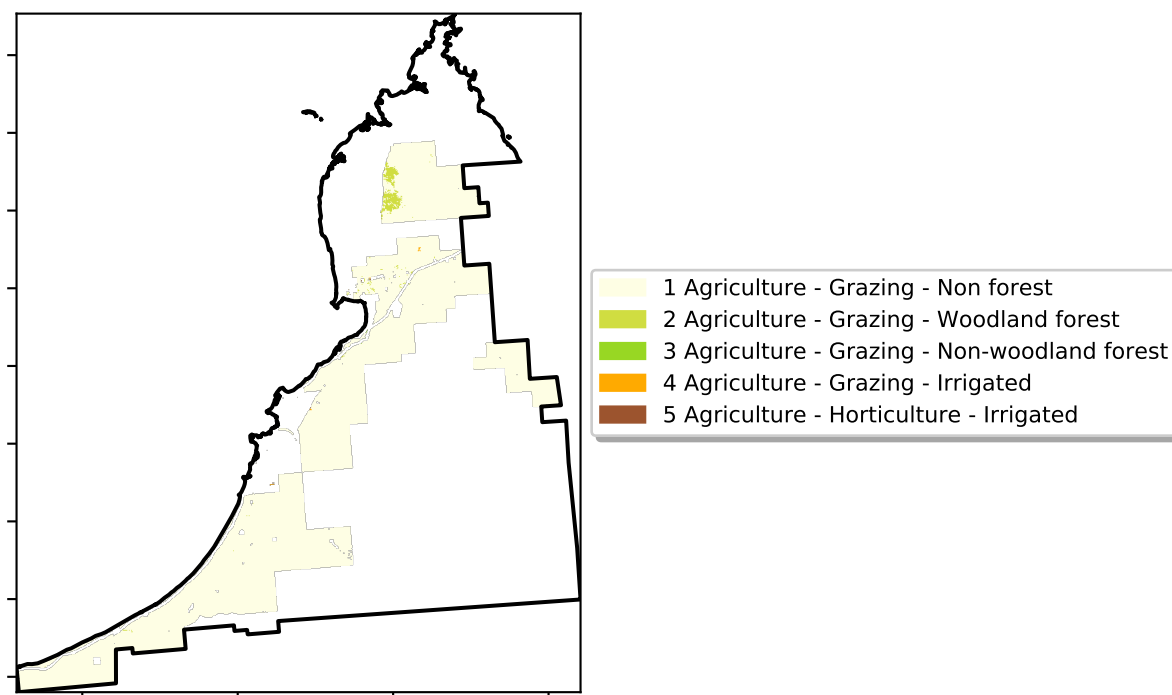 1 Agriculture - Grazing - Non forest
2 Agriculture - Grazing - Woodland forest
3 Agriculture - Grazing - Non-woodland forest
4 Agriculture - Grazing - Irrigated
5 Agriculture - Horticulture - Irrigated